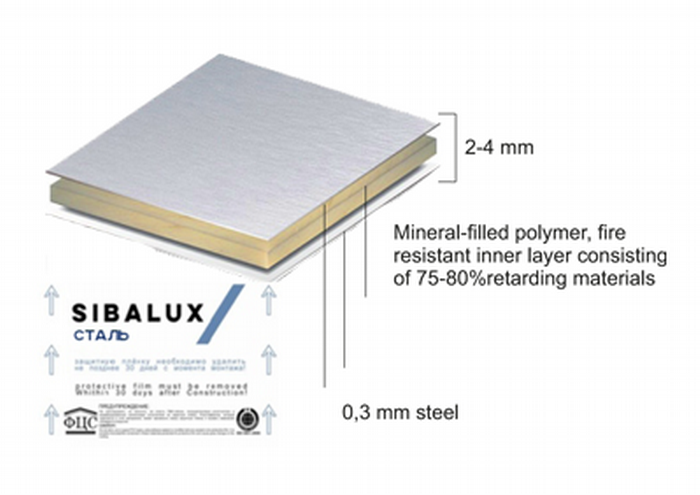 2-4 mm
Mineral-filled polymer, fire
resistant inner layer consisting
of 75-80%retarding materials
SIBALUX
СТАЛЬ
защитную плёнку необходимо удалить
не позднее 30 дней с момента монтажа!
protective film must be removed
Whithin 30 days after Construction!
ПРЕДУПРЕЖДЕНИЕ:
ФЦС
0,3 mm steel